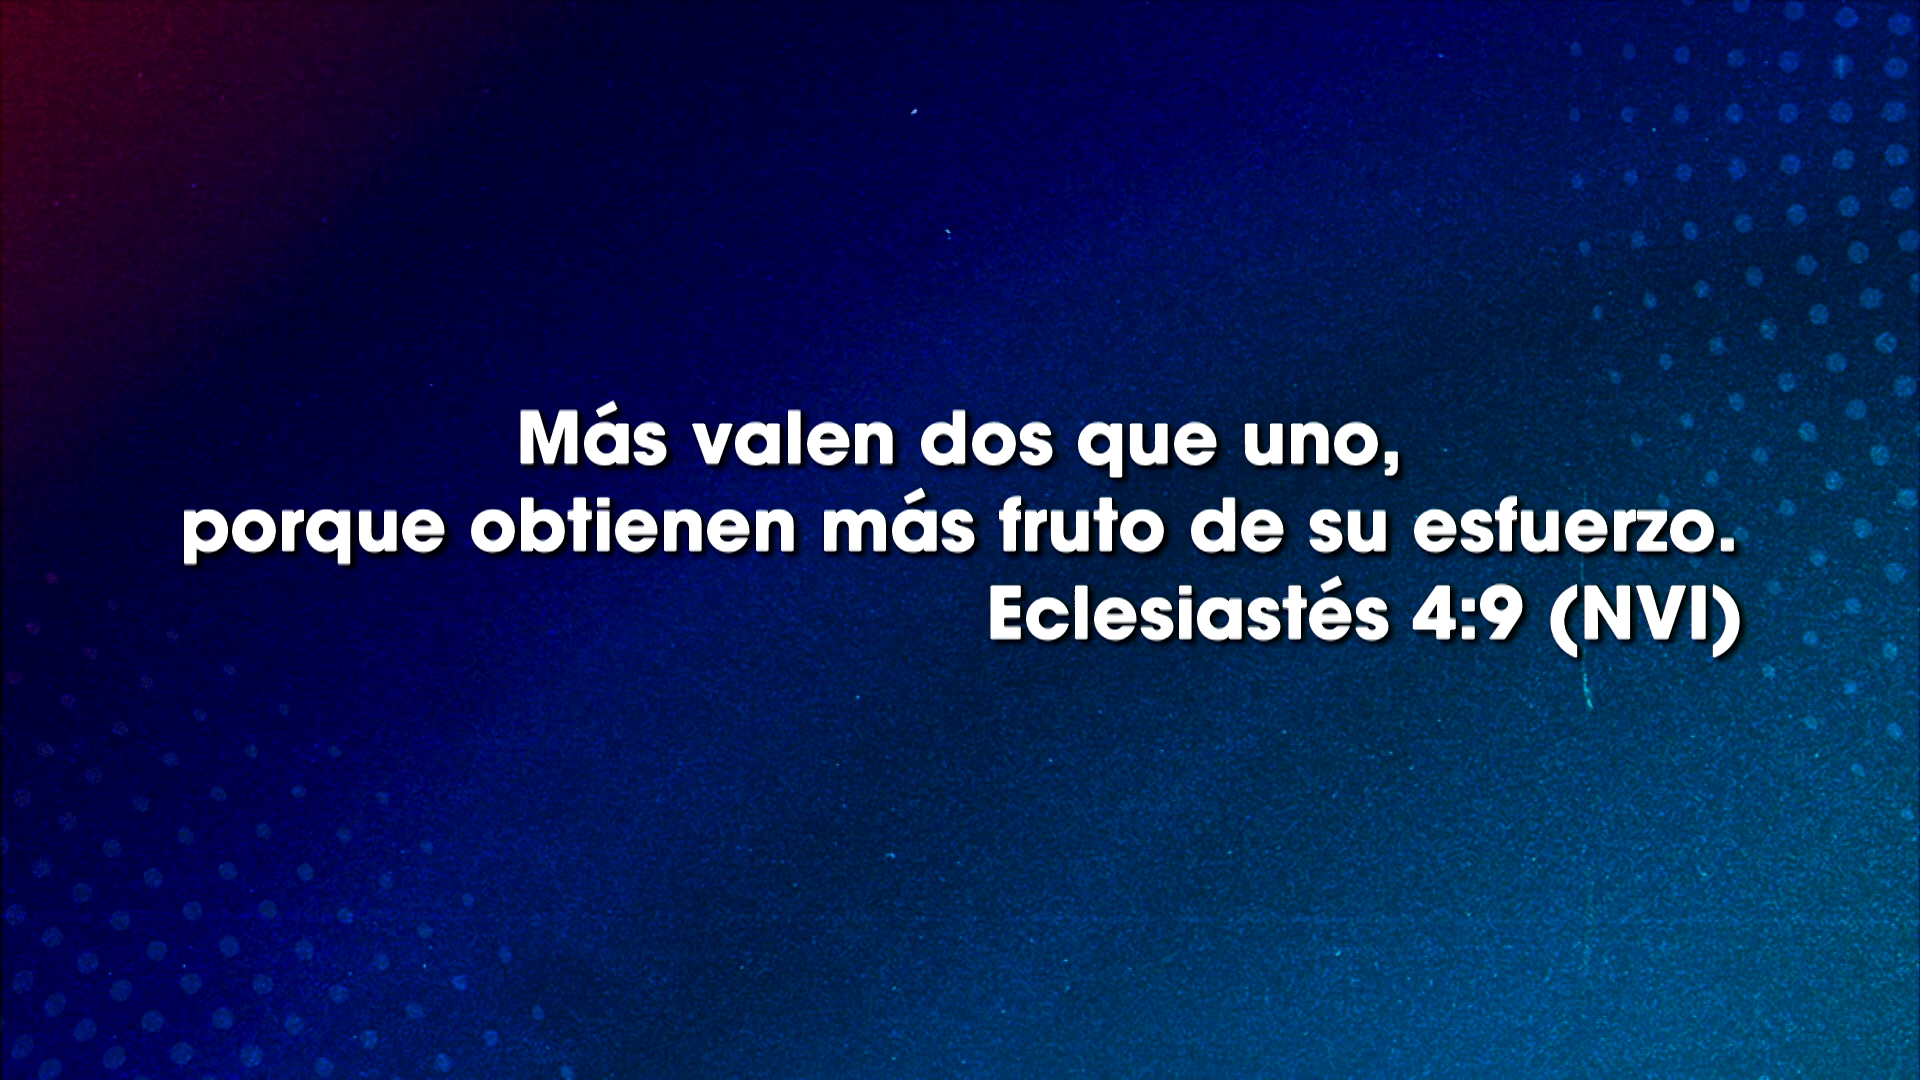 Más valen dos que uno,
porque obtienen más fruto de su esfuerzo.
Eclesiastés 4:9 (NVI)